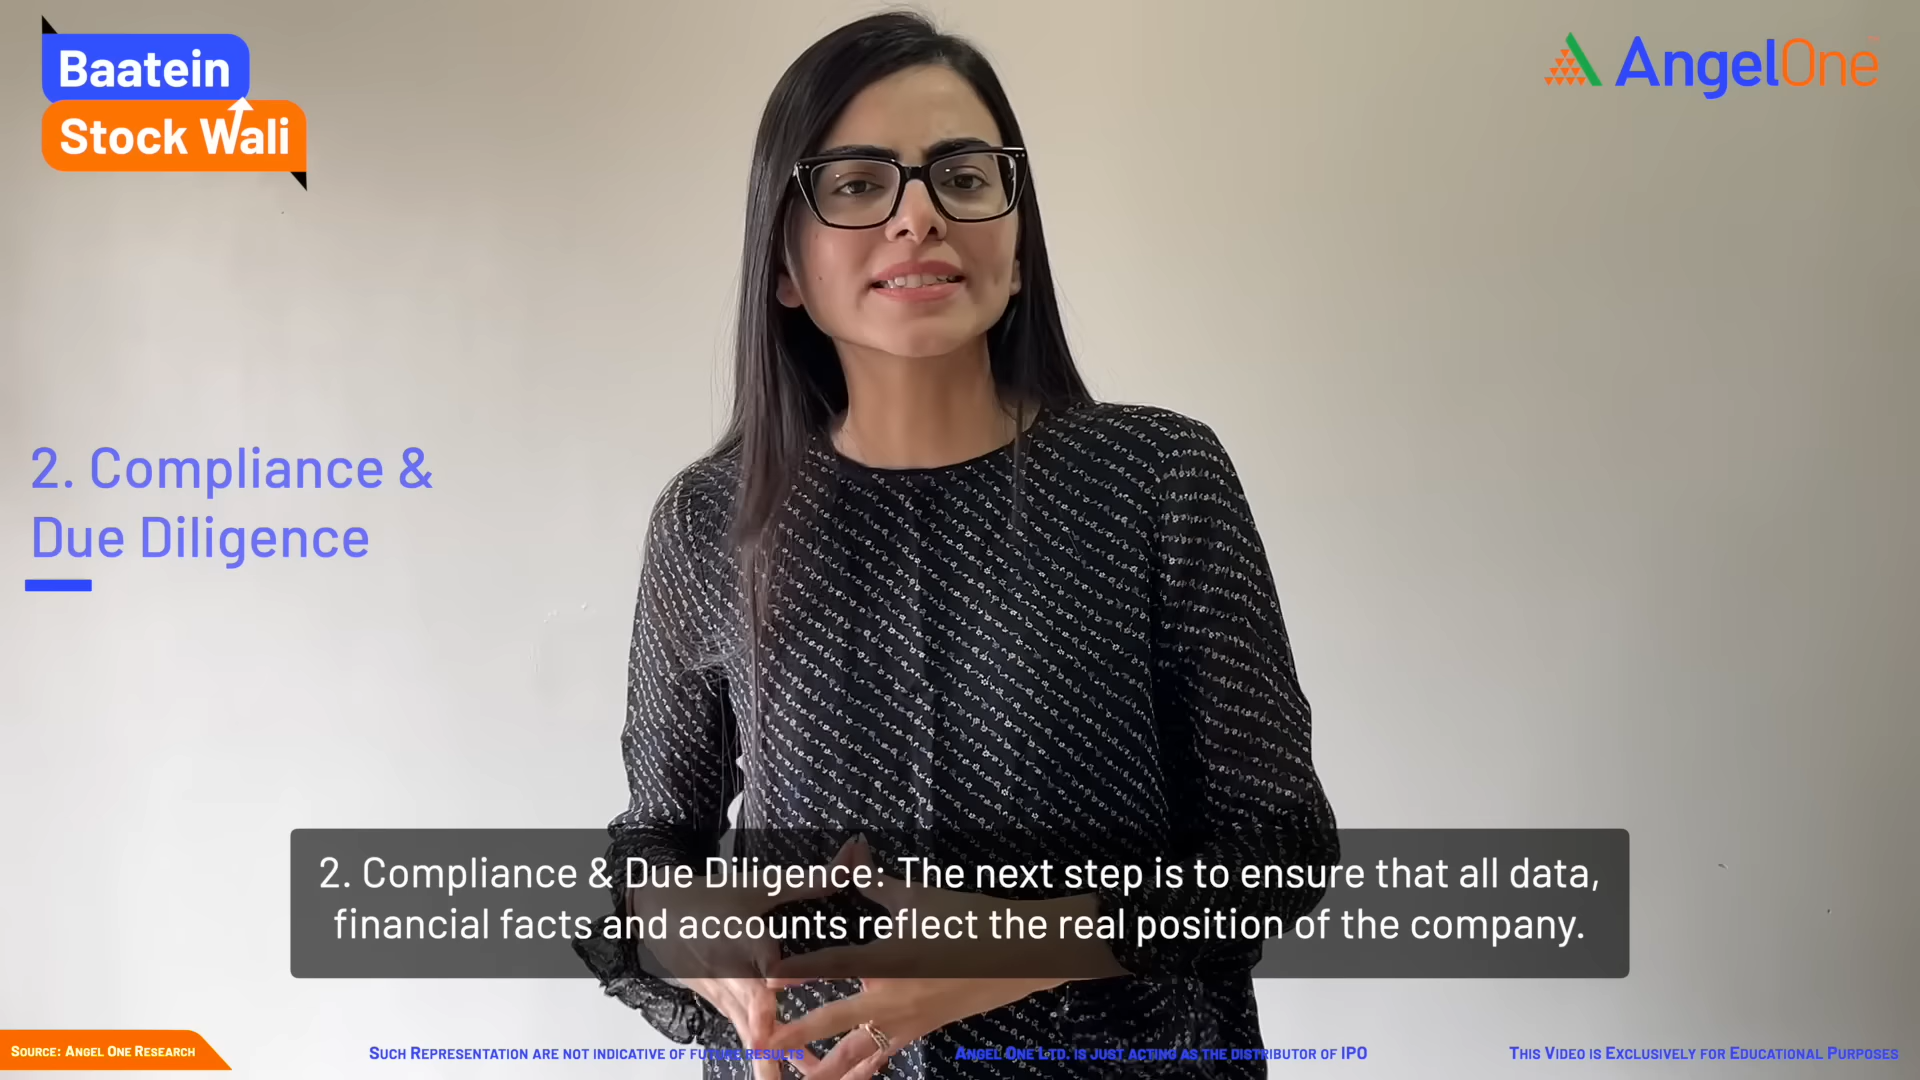 Baatein
Stock Wali
AngelOne
2. Compliance &
Due Diligence
2. Compliance & Due Diligence: The next step is to ensure that all data,
financial facts and accounts reflect the real position of the company.
Source: Angel One Research
Such Representation are not indicative of future results
Angel One Ltd. is just acting as the distributor of IPO
This Video is Exclusively for Educational Purposes